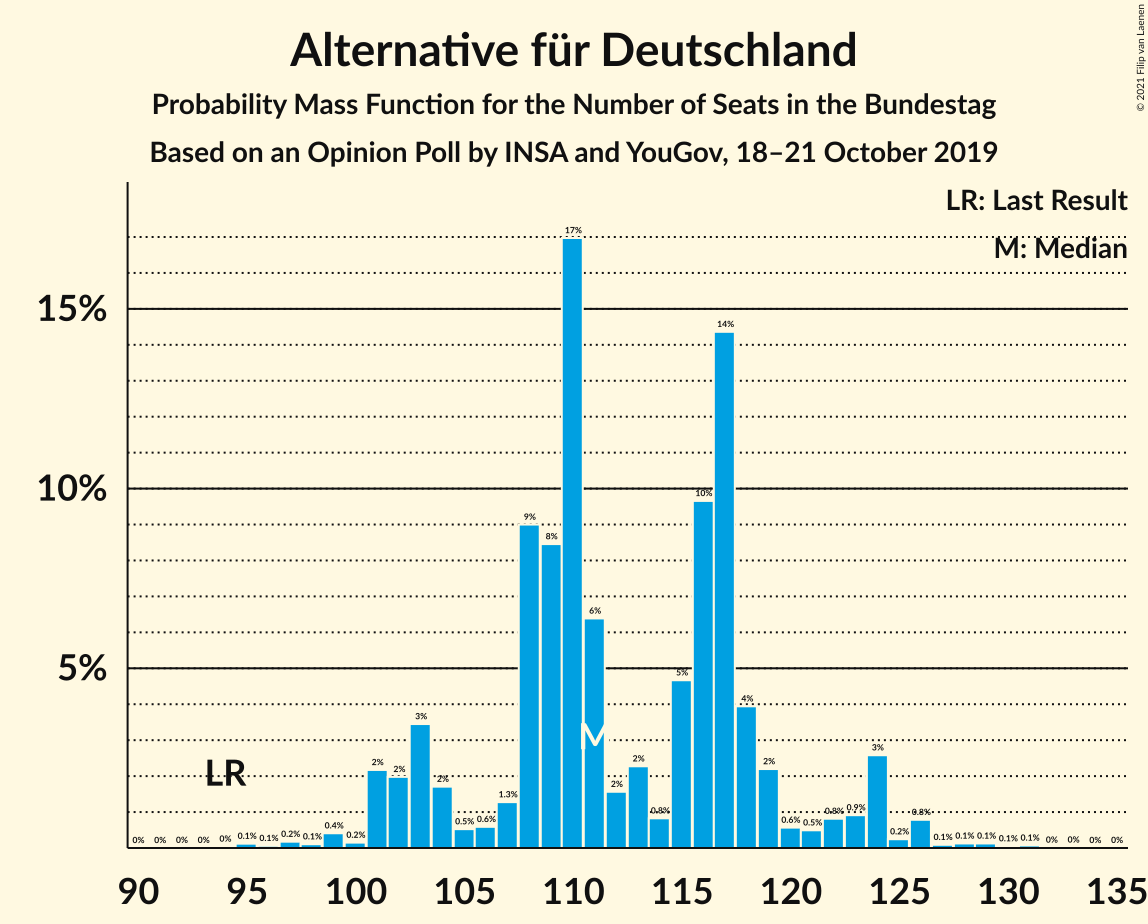 Alternative für Deutschland
Probability Mass Function for the Number of Seats in the Bundestag
Based on an Opinion Poll by INSA and YouGov, 18–21 October 2019
© 2021 Filip van Laenen
LR: Last Result
M: Median
15%
10%
5%
17%
14%
10%
9%
8%
6%
5%
4%
3%
M
LR
0% 0% 0% 0% 0% 0.1% 0.1% 0.2% 0.1% 0.4% 0.2% 2% 2% 2% 0.5% 0.6% 1.3% 2% 2% 0.8% 2% 0.6% 0.5% 0.8% 0.9% 3% 0.2% 0.8% 0.1% 0.1% 0.1% 0.1% 0.1% 0% 0% 0% 0%
90 95 100 105 110 115 120 125 130 135